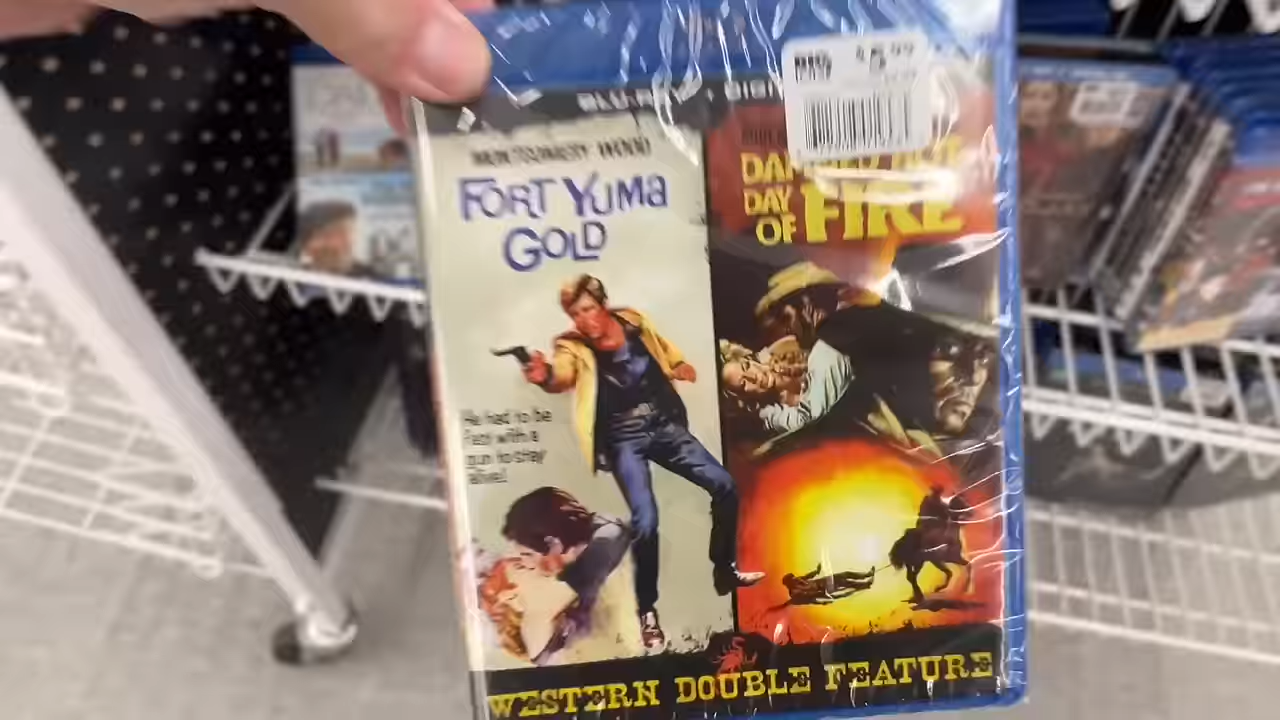 BLU-RAY + DIGI
MONTGOMERY WOOD
FORT YUMA
GOLD
He had to be
fast with a
gun to stay
alive!
DAY
OF FIRE
WESTERN DOUBLE FEATURE